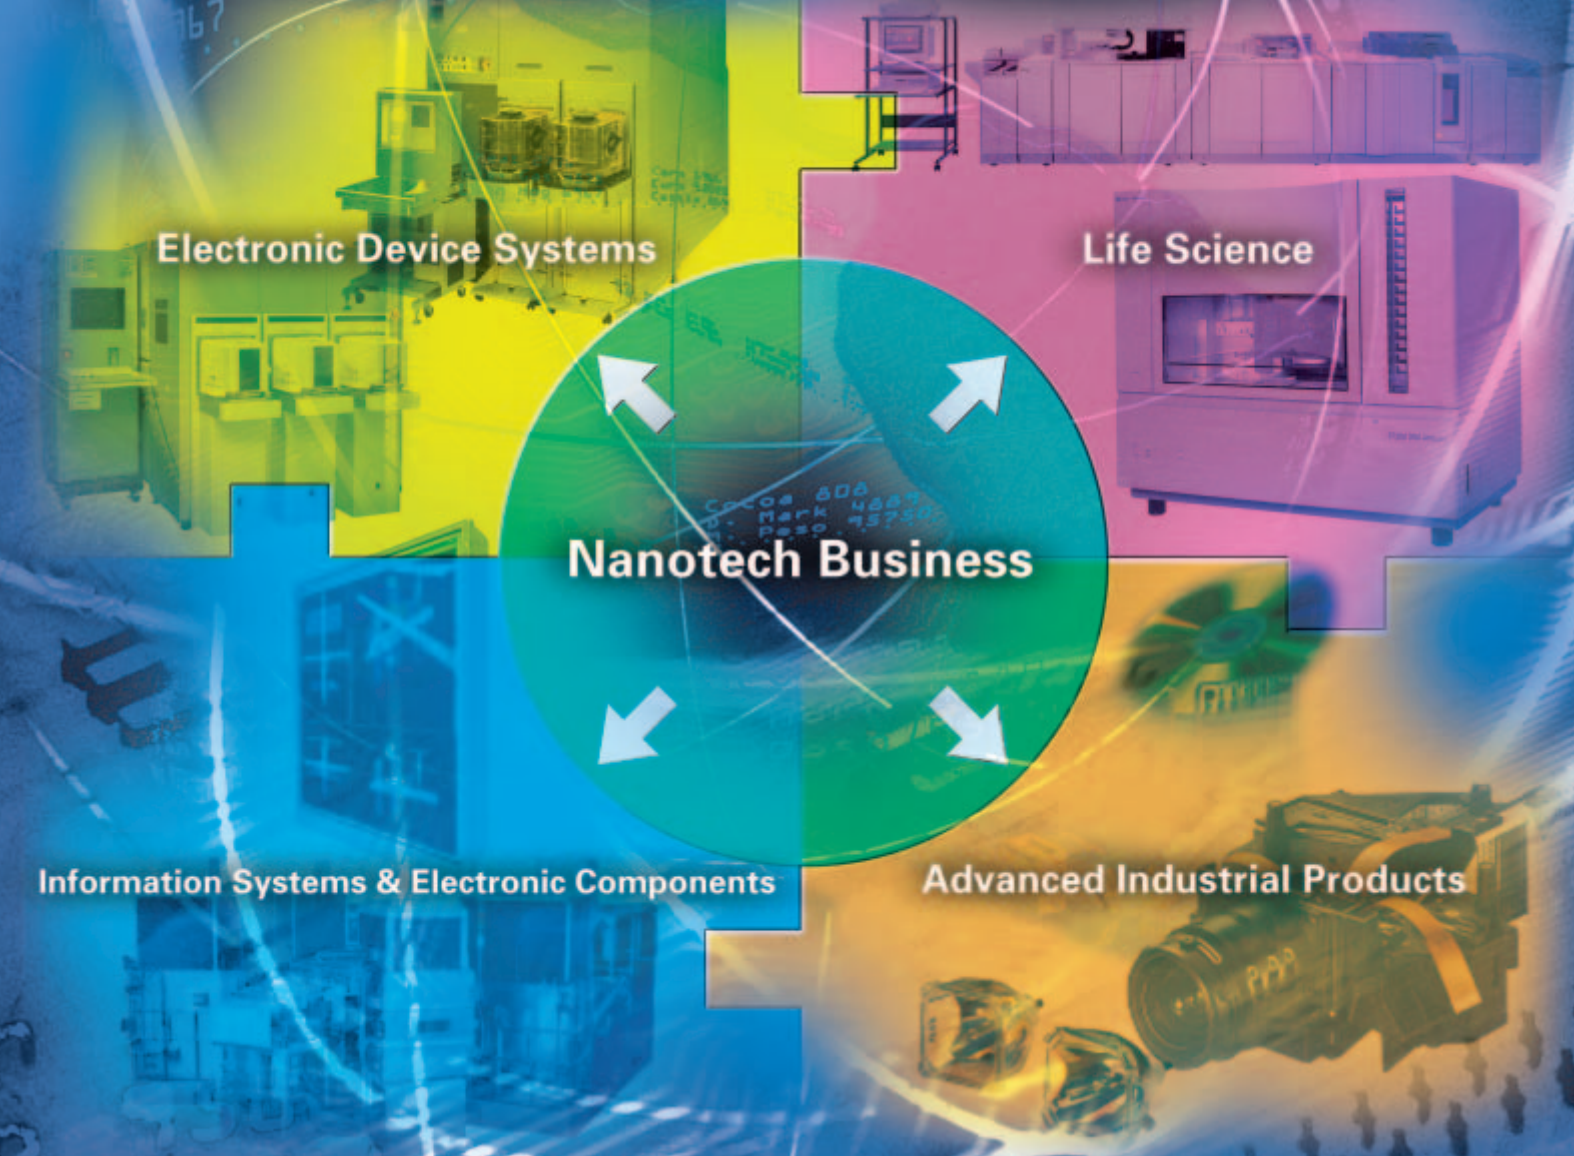 Electronic Device Systems
Life Science
Nanotech Business
Information Systems & Electronic Components
Advanced Industrial Products